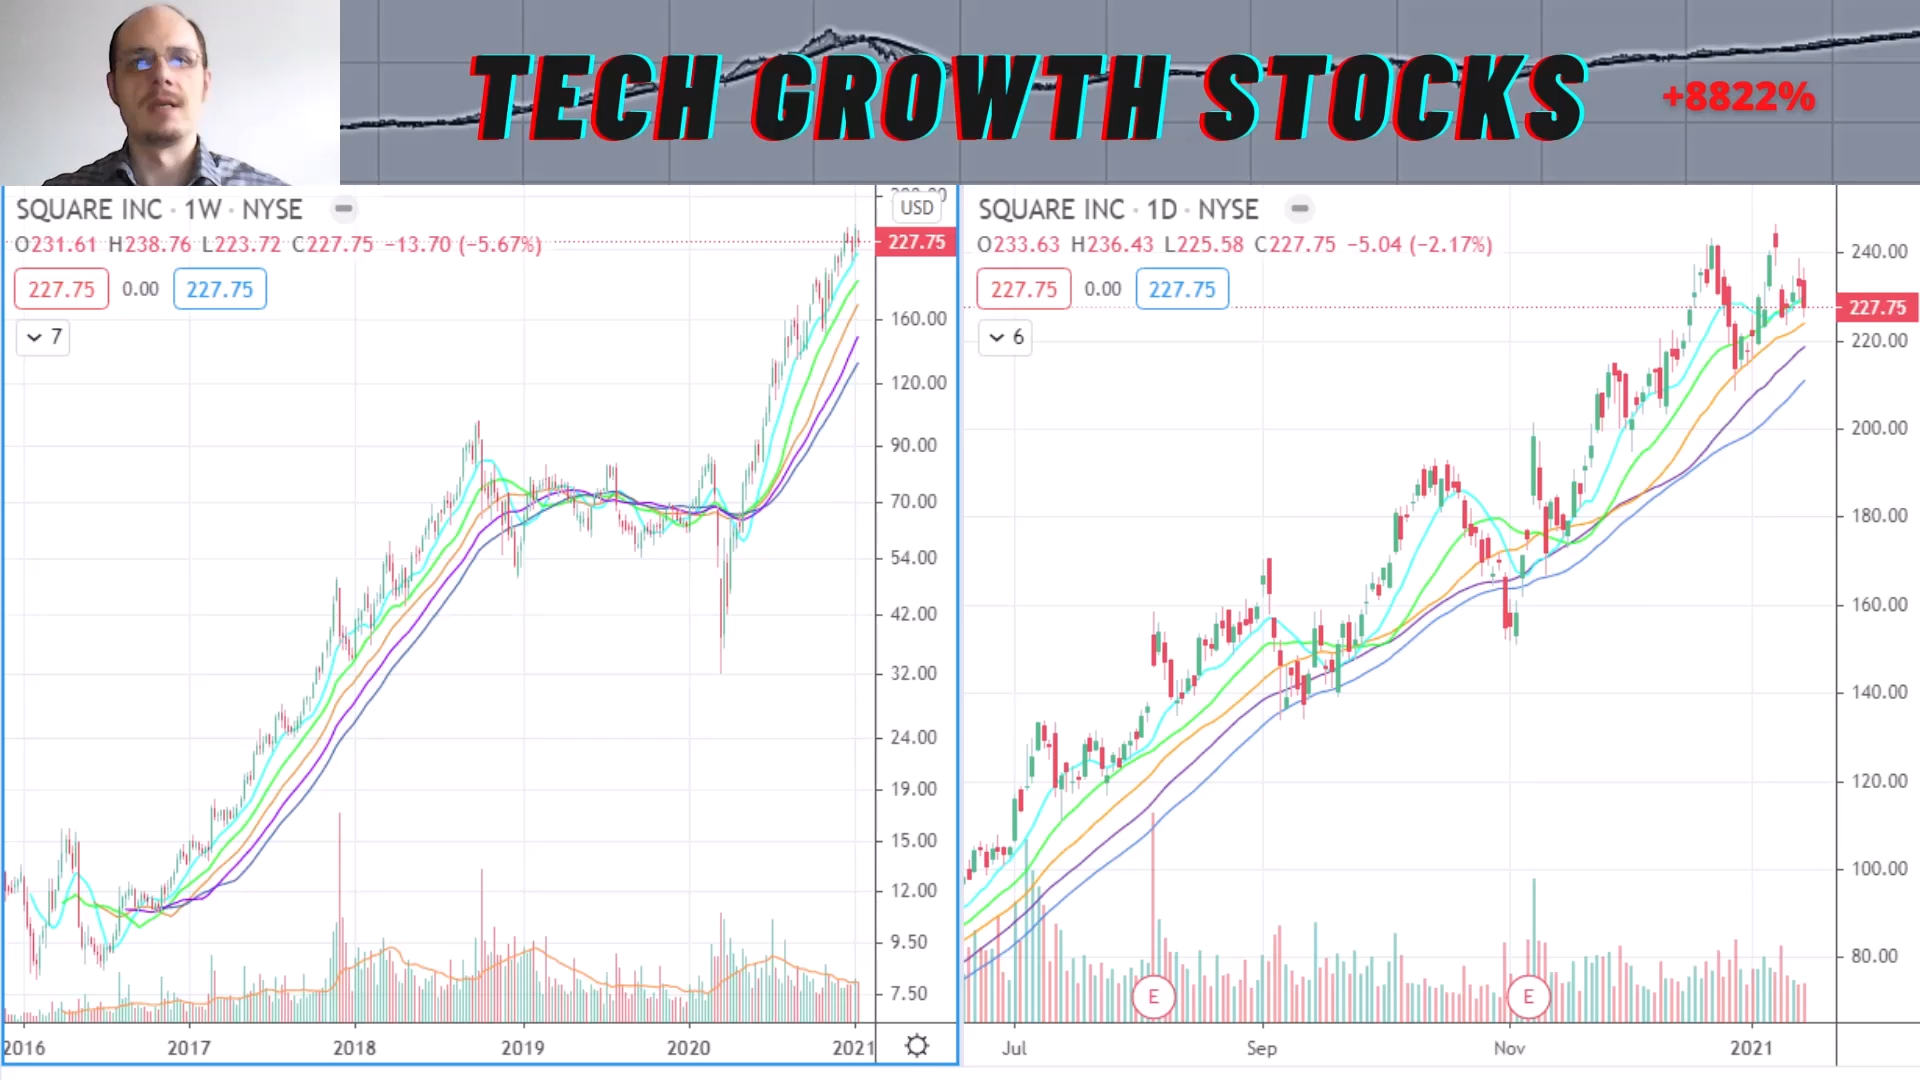 TECH GROWTH STOCKS
+8822%
SQUARE INC · 1W · NYSE
O231.61 H238.76 L223.72 C227.75 −13.70 (−5.67%)
227.75 0.00 227.75
7
USD
227.75
160.00
120.00
90.00
70.00
54.00
42.00
32.00
24.00
19.00
15.00
12.00
9.50
7.50
2016 2017 2018 2019 2020 2021
SQUARE INC · 1D · NYSE
O233.63 H236.43 L225.58 C227.75 −5.04 (−2.17%)
227.75 0.00 227.75
6
240.00
227.75
220.00
200.00
180.00
160.00
140.00
120.00
100.00
80.00
E E
Jul Sep Nov 2021